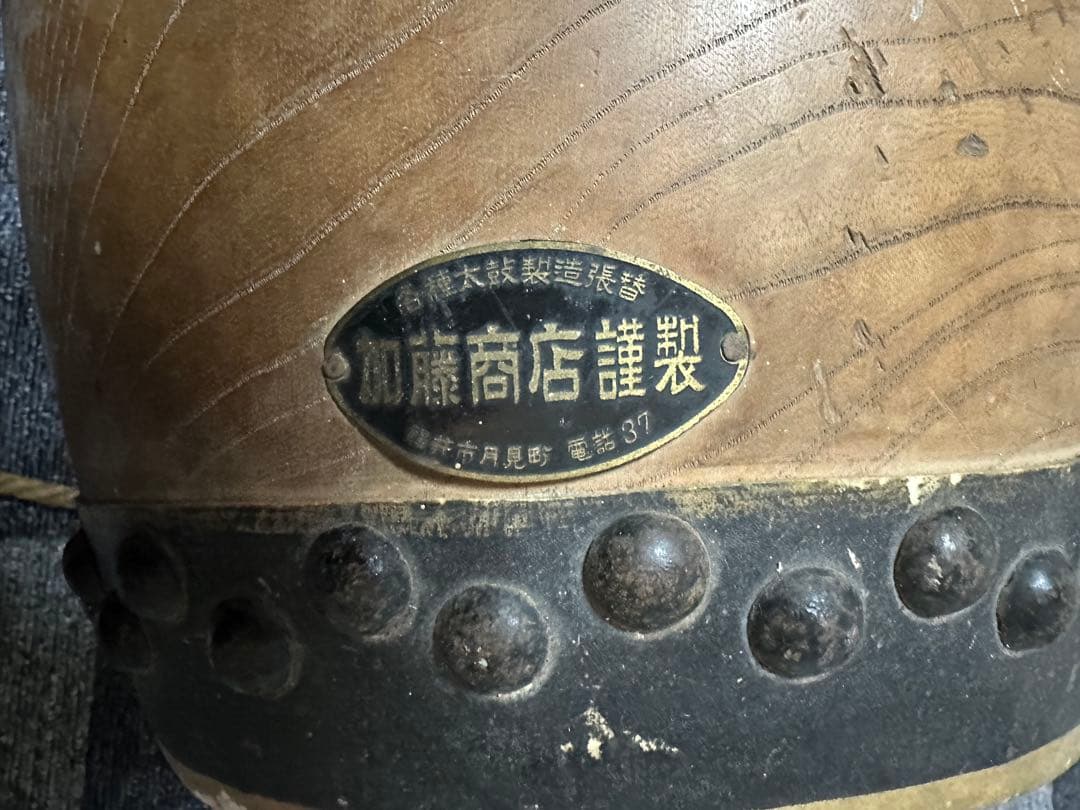 各種太鼓製造張替
加藤商店謹製
福井市月見町 電話 37